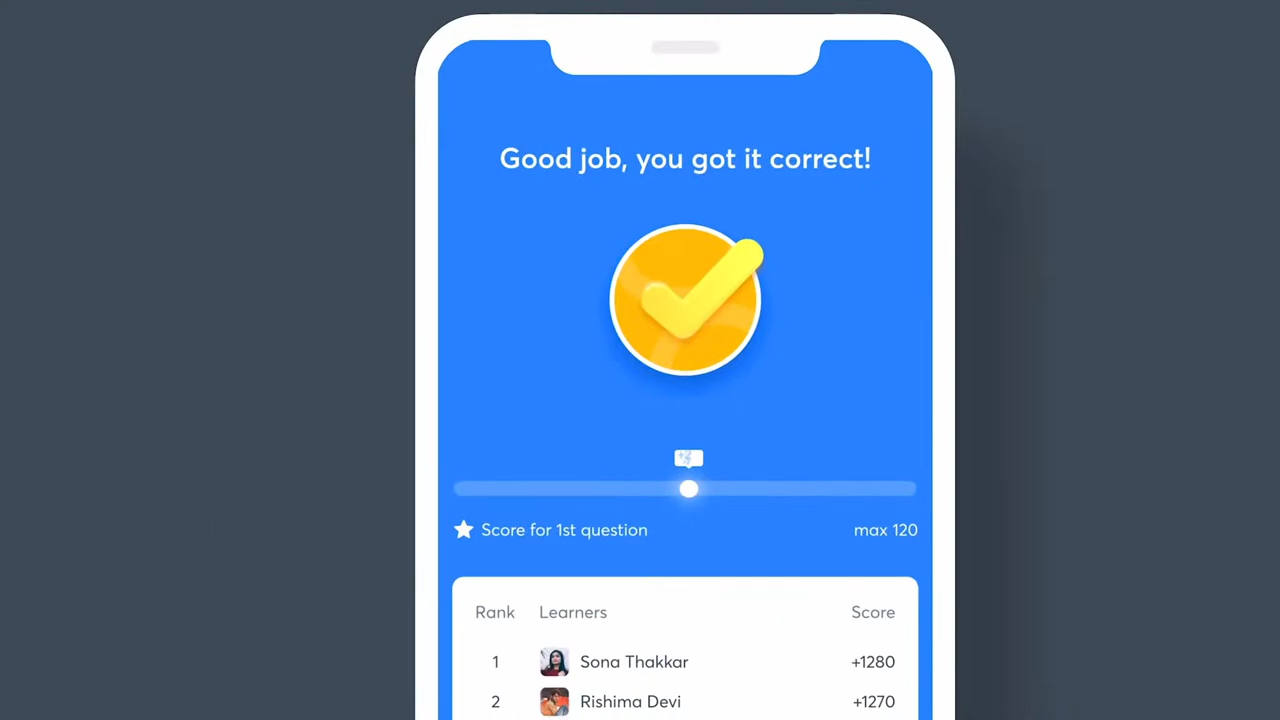 Good job, you got it correct!
Score for 1st question
max 120
Rank Learners Score
1 Sona Thakkar +1280
2 Rishima Devi +1270